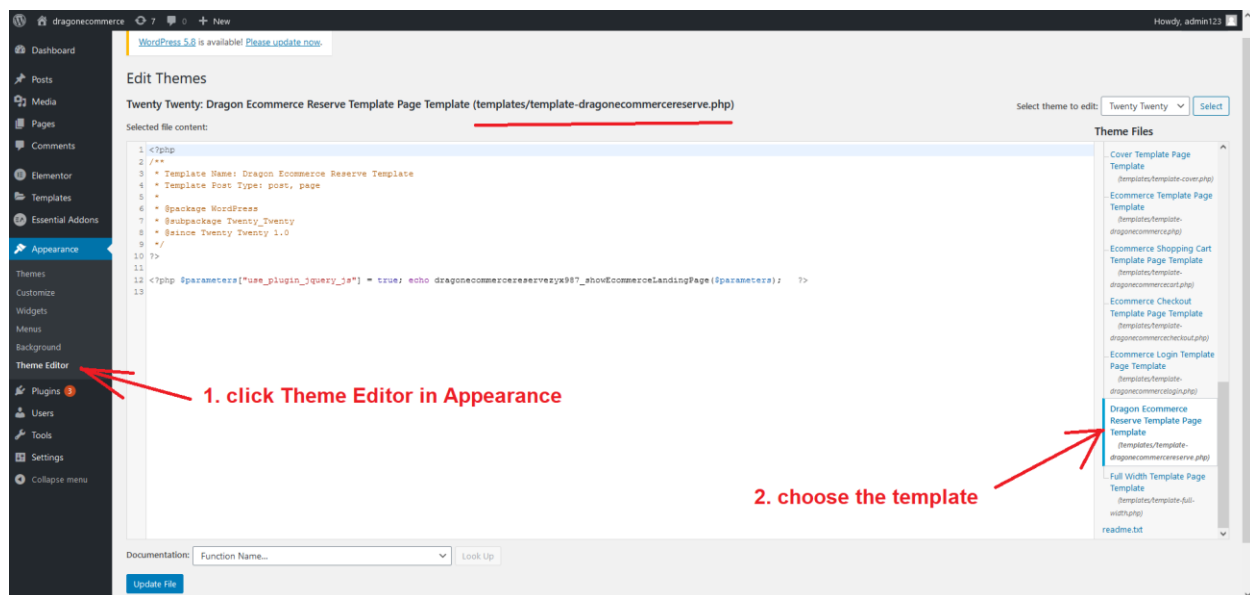 dragonecommerce 7 0 + New
Howdy, admin123
Dashboard
Posts
Media
Pages
Comments
Elementor
Templates
Essential Addons
Appearance
Themes
Customize
Widgets
Menus
Background
Theme Editor
Plugins 3
Users
Tools
Settings
Collapse menu
WordPress 5.8 is available! Please update now.
Edit Themes
Twenty Twenty: Dragon Ecommerce Reserve Template Page Template (templates/template-dragonecommercereserve.php)
Select theme to edit: Twenty Twenty Select
Selected file content:
1 <?php
2 /**
3 * Template Name: Dragon Ecommerce Reserve Template
4 * Template Post Type: post, page
5 *
6 * @package WordPress
7 * @subpackage Twenty_Twenty
8 * @since Twenty Twenty 1.0
9 */
10 ?>
11
12 <?php $parameters["use_plugin_jquery_js"] = true; echo dragonecommercereservezyx987_showEcommerceLandingPage($parameters); ?>
13
1. click Theme Editor in Appearance
2. choose the template
Theme Files
Cover Template Page
Template
(templates/template-cover.php)
Ecommerce Template Page
Template
(templates/template-
dragonecommerce.php)
Ecommerce Shopping Cart
Template Page Template
(templates/template-
dragonecommercecart.php)
Ecommerce Checkout
Template Page Template
(templates/template-
dragonecommercecheckout.php)
Ecommerce Login Template
Page Template
(templates/template-
dragonecommercelogin.php)
Dragon Ecommerce
Reserve Template Page
Template
(templates/template-
dragonecommercereserve.php)
Full Width Template Page
Template
(templates/template-full-
width.php)
readme.txt
Documentation: Function Name... Look Up
Update File